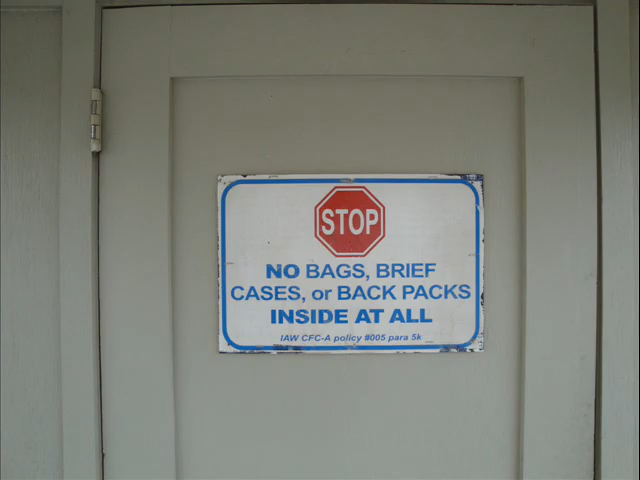 STOP
NO BAGS, BRIEF
CASES, or BACK PACKS
INSIDE AT ALL
IAW CFC-A policy #005 para 5k